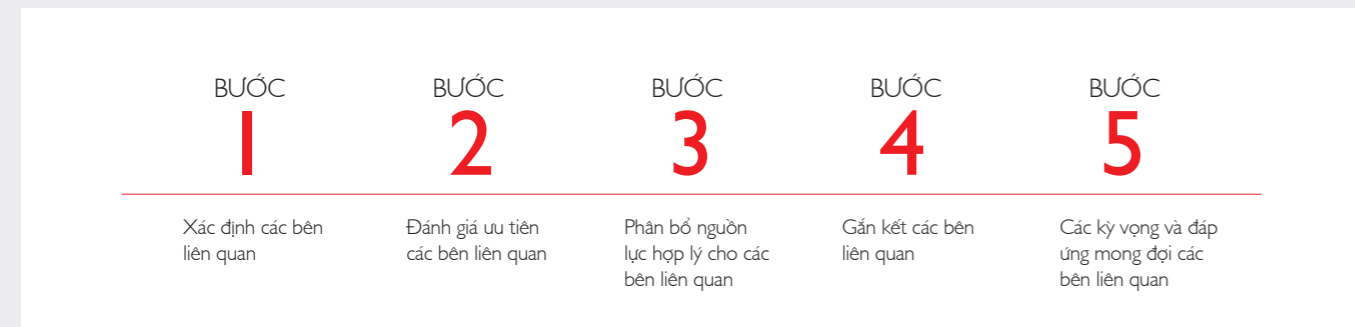 BƯỚC
1
Xác định các bên
liên quan
BƯỚC
2
Đánh giá ưu tiên
các bên liên quan
BƯỚC
3
Phân bổ nguồn
lực hợp lý cho các
bên liên quan
BƯỚC
4
Gắn kết các bên
liên quan
BƯỚC
5
Các kỳ vọng và đáp
ứng mong đợi các
bên liên quan